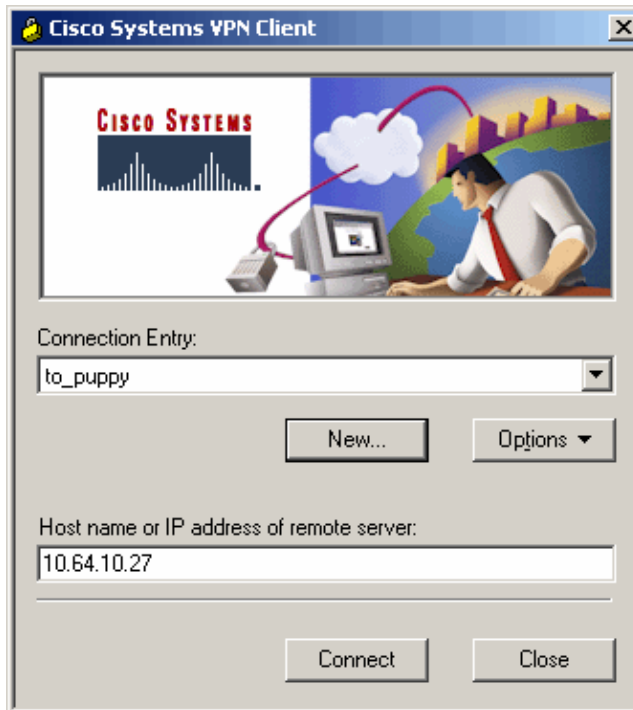 Cisco Systems VPN Client
CISCO SYSTEMS
Connection Entry:
to_puppy
New...
Options
Host name or IP address of remote server:
10.64.10.27
Connect
Close